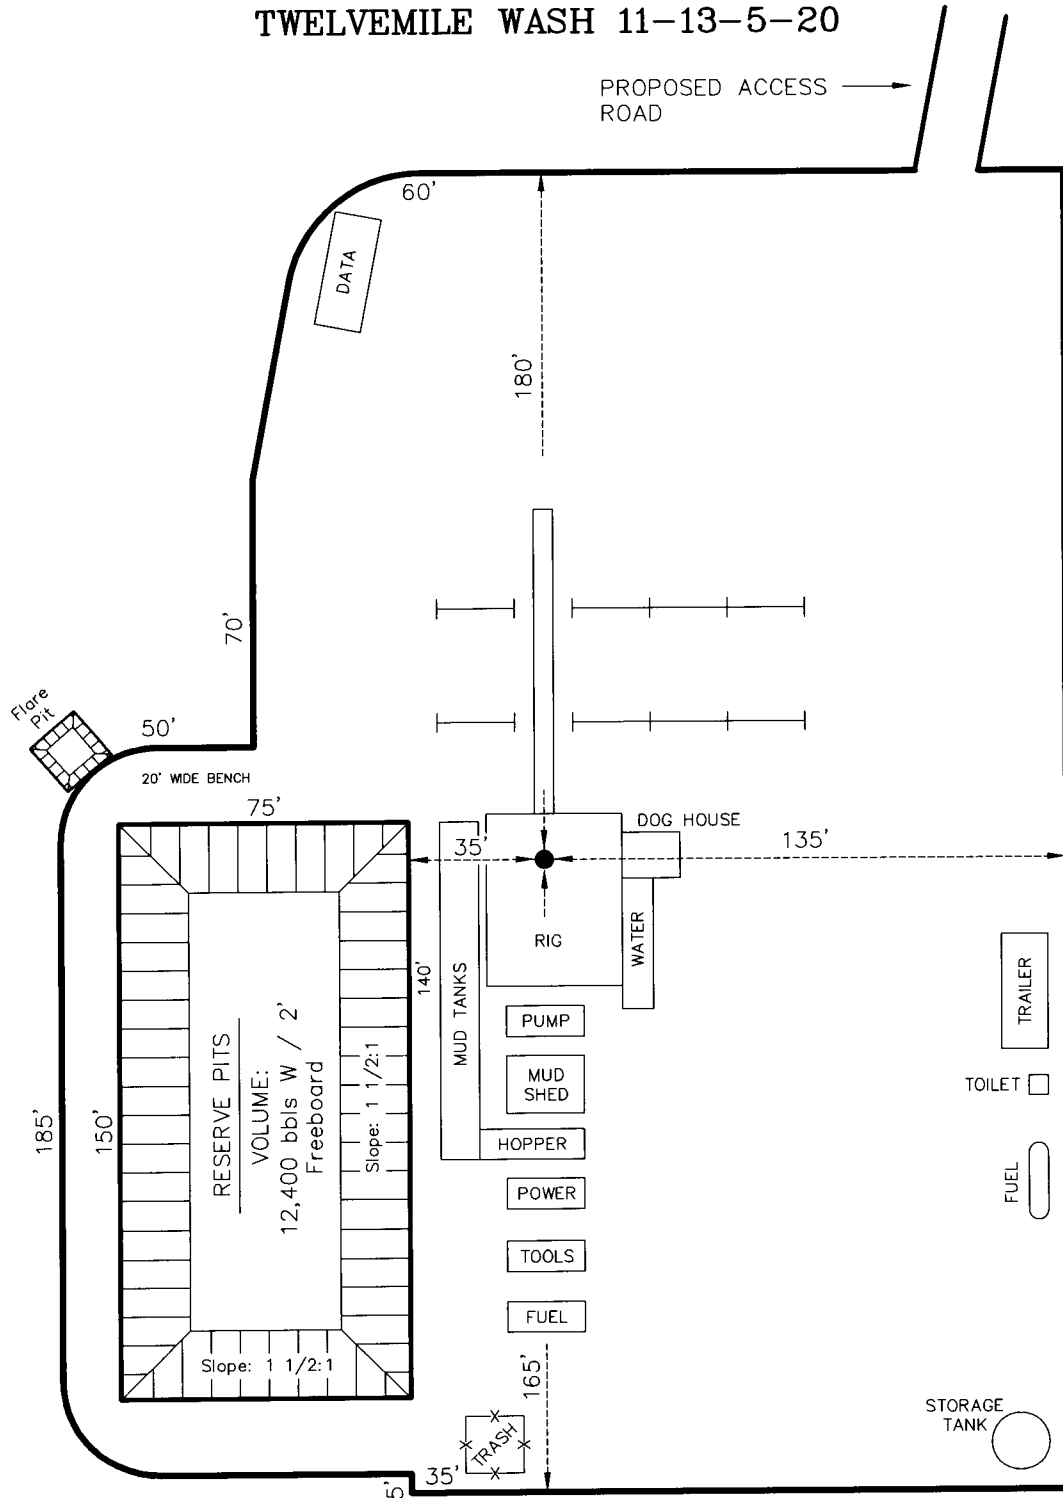 TWELVEMILE WASH 11-13-5-20
PROPOSED ACCESS
ROAD
60'
DATA
180'
70'
Flare
Pit
50'
20' WIDE BENCH
75'
35'
DOG HOUSE
135'
RIG
WATER
MUD TANKS
140'
TRAILER
PUMP
MUD
SHED
TOILET
HOPPER
RESERVE PITS
VOLUME:
12,400 bbls W / 2'
Freeboard
Slope: 1 1/2:1
185'
150'
POWER
FUEL
TOOLS
FUEL
Slope: 1 1/2:1
165'
STORAGE
TANK
TRASH
35'
5'